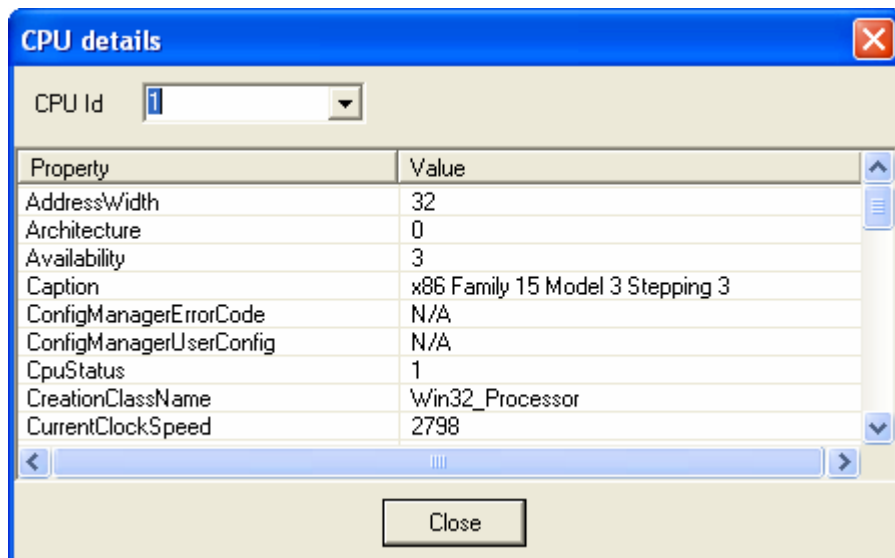 CPU details
CPU Id 1
Property Value
AddressWidth 32
Architecture 0
Availability 3
Caption x86 Family 15 Model 3 Stepping 3
ConfigManagerErrorCode N/A
ConfigManagerUserConfig N/A
CpuStatus 1
CreationClassName Win32_Processor
CurrentClockSpeed 2798
Close